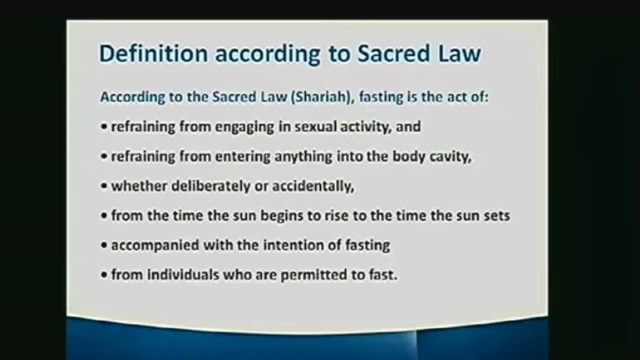 Definition according to Sacred Law
According to the Sacred Law (Shariah), fasting is the act of:
• refraining from engaging in sexual activity, and
• refraining from entering anything into the body cavity,
• whether deliberately or accidentally,
• from the time the sun begins to rise to the time the sun sets
• accompanied with the intention of fasting
• from individuals who are permitted to fast.